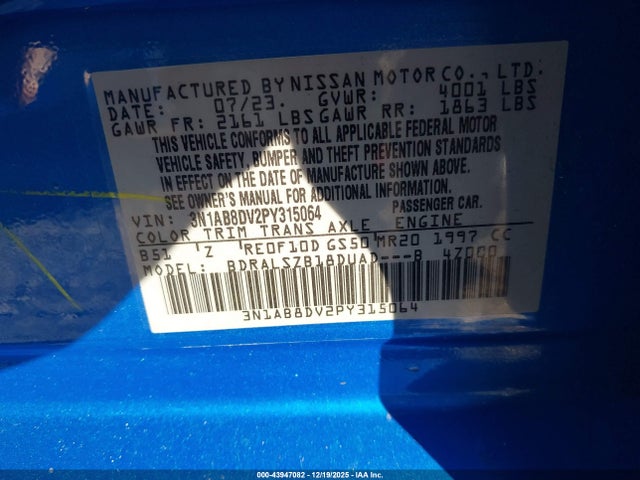 MANUFACTURED BY NISSAN MOTOR CO., LTD.
DATE: 07/23. GVWR: 4001 LBS
GAWR FR: 2161 LBS GAWR RR: 1863 LBS
THIS VEHICLE CONFORMS TO ALL APPLICABLE FEDERAL MOTOR
VEHICLE SAFETY, BUMPER AND THEFT PREVENTION STANDARDS
IN EFFECT ON THE DATE OF MANUFACTURE SHOWN ABOVE.
SEE OWNER'S MANUAL FOR ADDITIONAL INFORMATION.
VIN: 3N1AB8DV2PY315064 PASSENGER CAR.
COLOR TRIM TRANS AXLE ENGINE
B51 Z RE0F10D GS50 MR20 1997 CC
MODEL: BDRALSZB18DUAD---B 4Z000
3N1AB8DV2PY315064
000-43947082 - 12/19/2025 - IAA Inc.